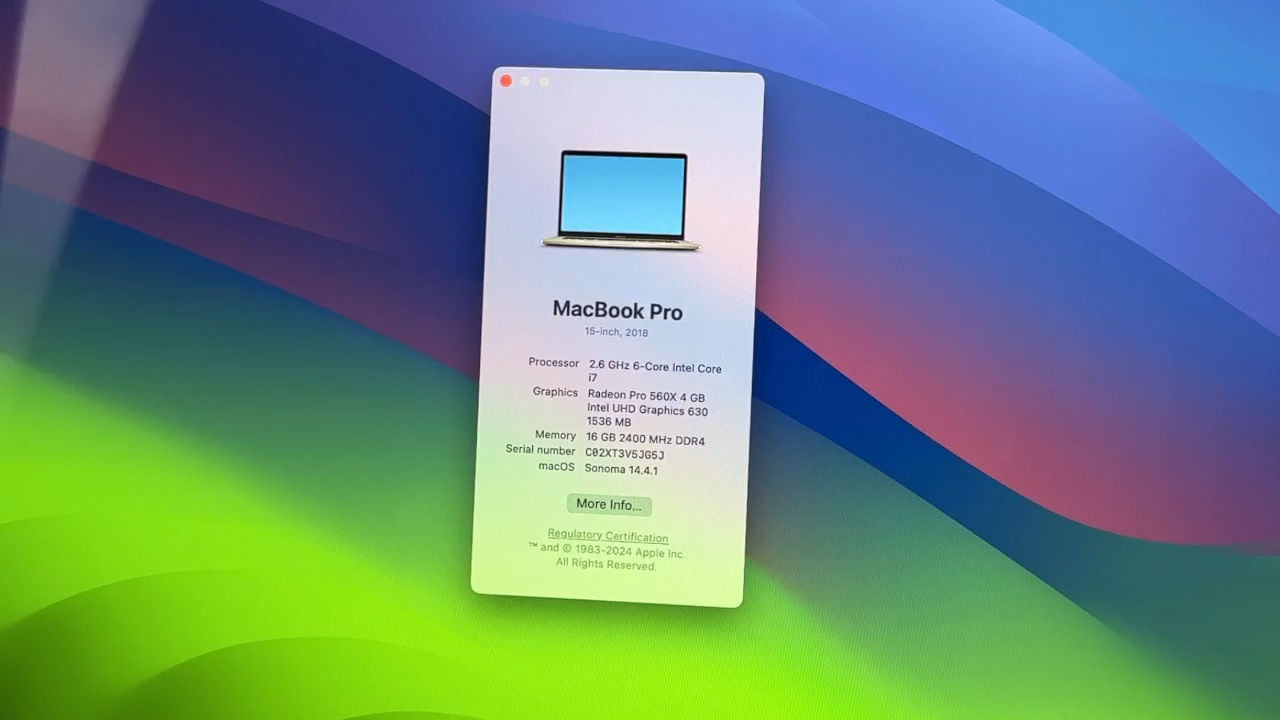 MacBook Pro
15-inch, 2018
Processor 2.6 GHz 6-Core Intel Core
i7
Graphics Radeon Pro 560X 4 GB
Intel UHD Graphics 630
1536 MB
Memory 16 GB 2400 MHz DDR4
Serial number C02XT3V5JG5J
macOS Sonoma 14.4.1
More Info...
Regulatory Certification
™ and © 1983-2024 Apple Inc.
All Rights Reserved.